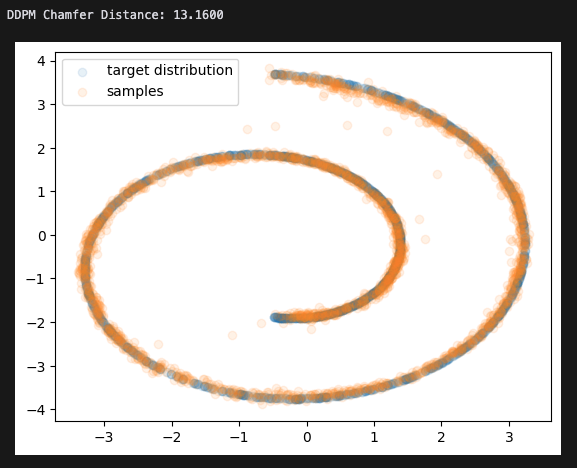 DDPM Chamfer Distance: 13.1600
4
target distribution
samples
3
2
1
0
−1
−2
−3
−4
−3 −2 −1 0 1 2 3